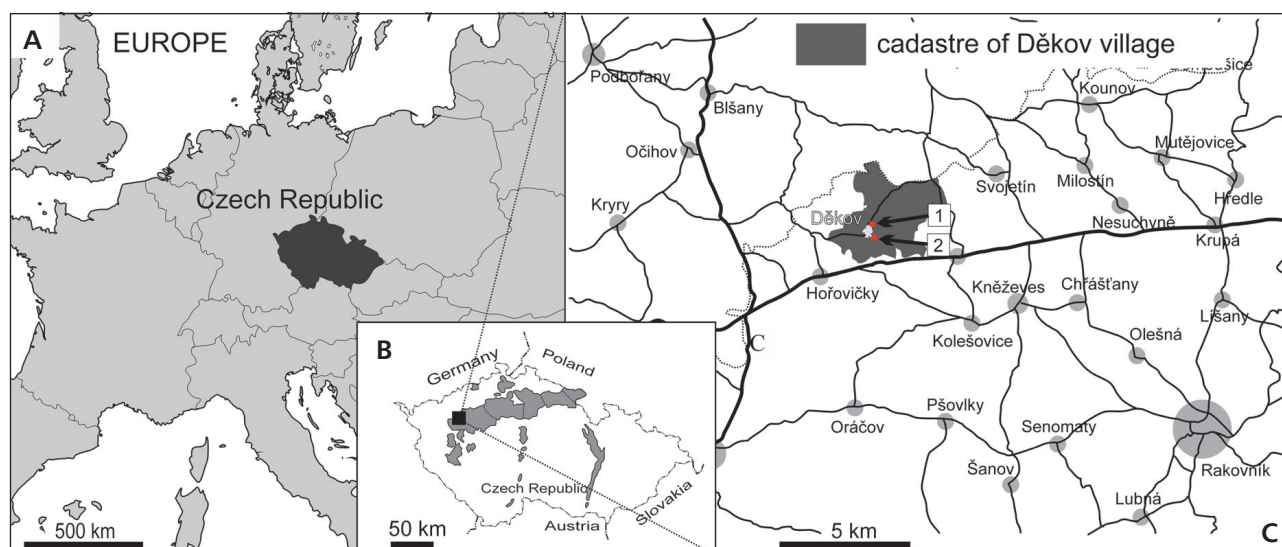 A
EUROPE
Czech Republic
500 km
B
Germany
Poland
Czech Republic
Slovakia
Austria
50 km
cadastre of Děkov village
Podbořany
Blšany
Očihov
Kryry
Děkov
1
2
Hořovičky
Svojetín
Kounov
Milostín
Mutějovice
Nesuchyně
Hředle
Krupá
Kněževes
Chřášťany
Kolešovice
Olešná
Lišany
Oráčov
Pšovlky
Senomaty
Šanov
Rakovník
Lubná
C
5 km
C